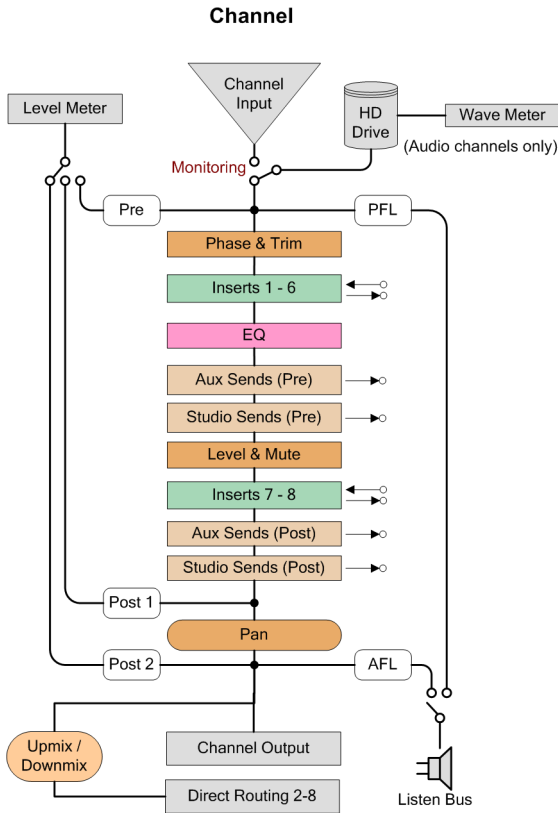 Channel
Channel
Input
Level Meter
HD
Drive
Wave Meter
(Audio channels only)
Monitoring
Pre
PFL
Phase & Trim
Inserts 1 - 6
EQ
Aux Sends (Pre)
Studio Sends (Pre)
Level & Mute
Inserts 7 - 8
Aux Sends (Post)
Studio Sends (Post)
Post 1
Pan
Post 2
AFL
Upmix /
Downmix
Channel Output
Direct Routing 2-8
Listen Bus